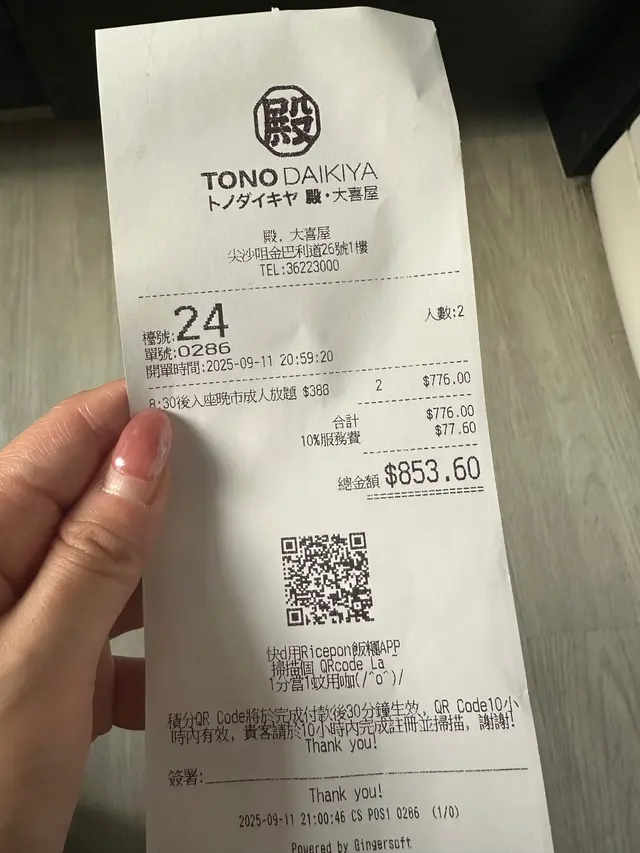 殿
TONO DAIKIYA
トノダイキヤ 殿・大喜屋
殿．大喜屋
尖沙咀金巴利道26號1樓
TEL:36223000
檯號:24
人數:2
單號:0286
開單時間:2025-09-11 20:59:20
8:30後入座晚市成人放題 $388 2 $776.00
合計 $776.00
10%服務費 $77.60
總金額 $853.60
快d用Ricepon飯糰APP
掃描個 QRcode La
1分當1蚊用咖(/^o^)/
積分QR Code將於完成付款後30分鐘生效, QR Code10小
時內有效, 貴客請於10小時內完成註冊並掃描, 謝謝!
Thank you!
簽署:
Thank you!
2025-09-11 21:00:46 CS POS1 0286 (1/0)
Powered by Gingersoft